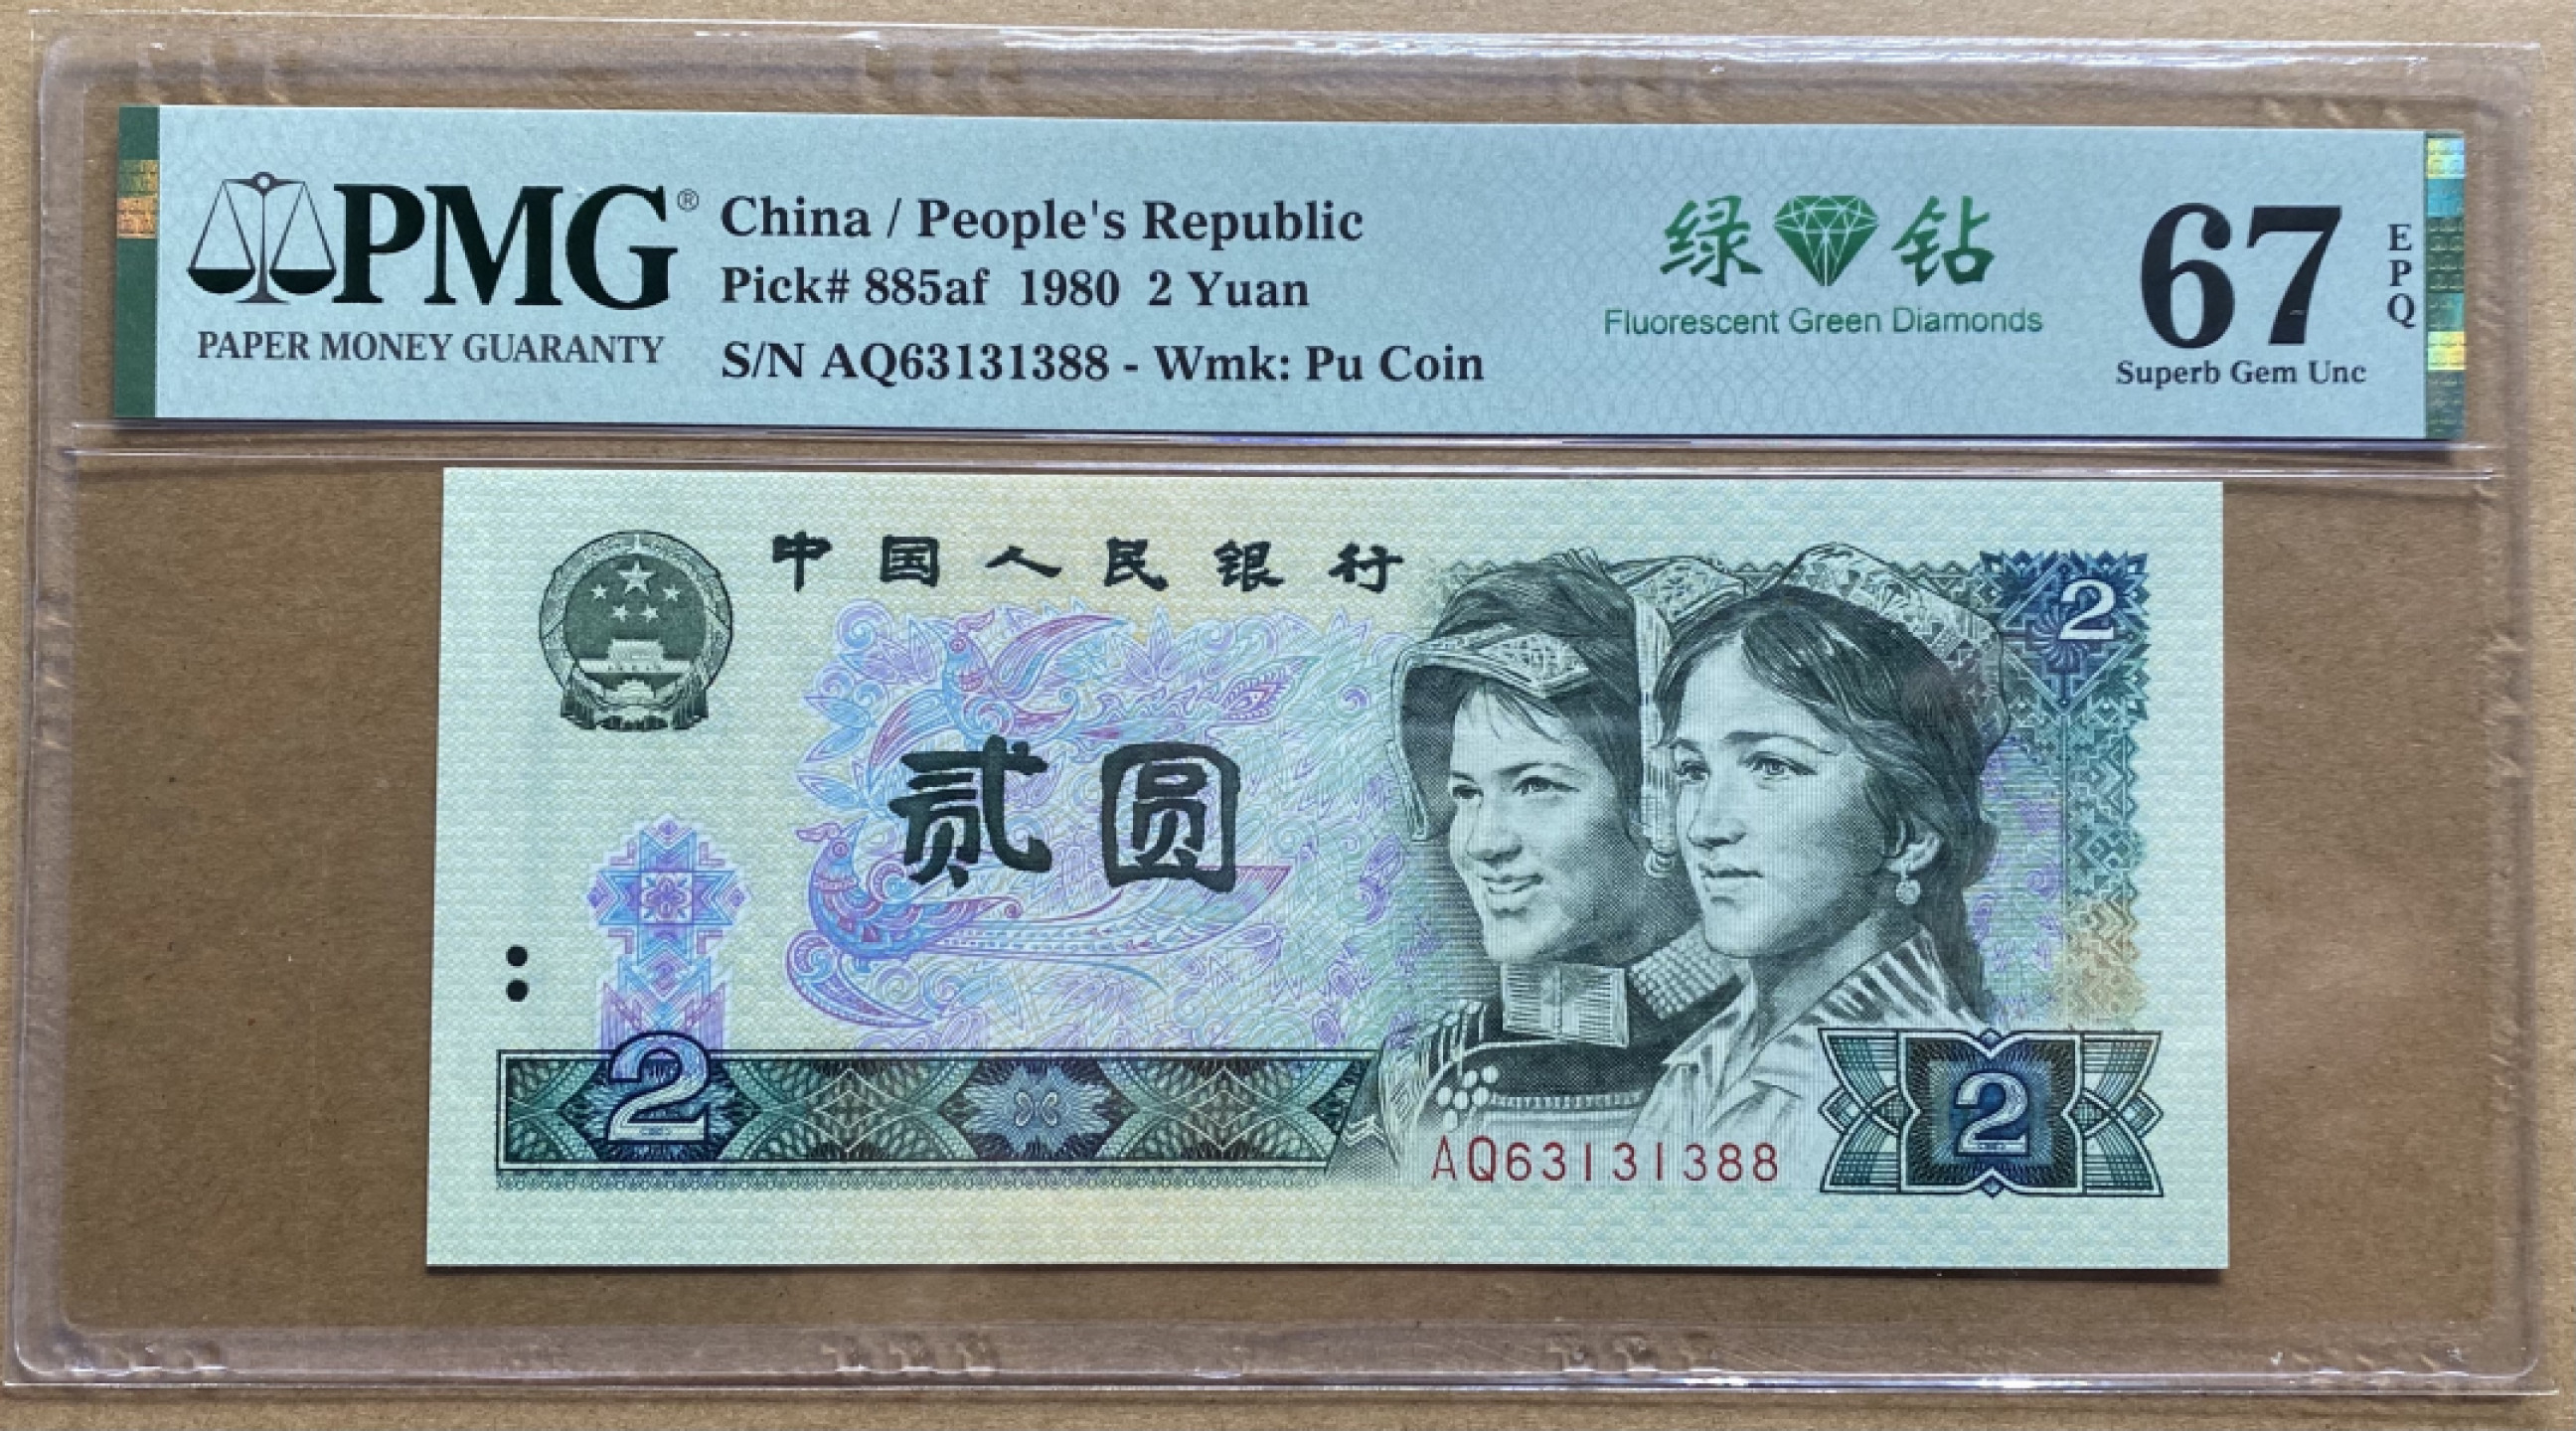 PMG®
PAPER MONEY GUARANTY
China / People's Republic
Pick# 885af 1980 2 Yuan
S/N AQ63131388 - Wmk: Pu Coin
绿钻
Fluorescent Green Diamonds
67
EPQ
Superb Gem Unc
中国人民银行
2
贰圆
2
AQ63131388
2